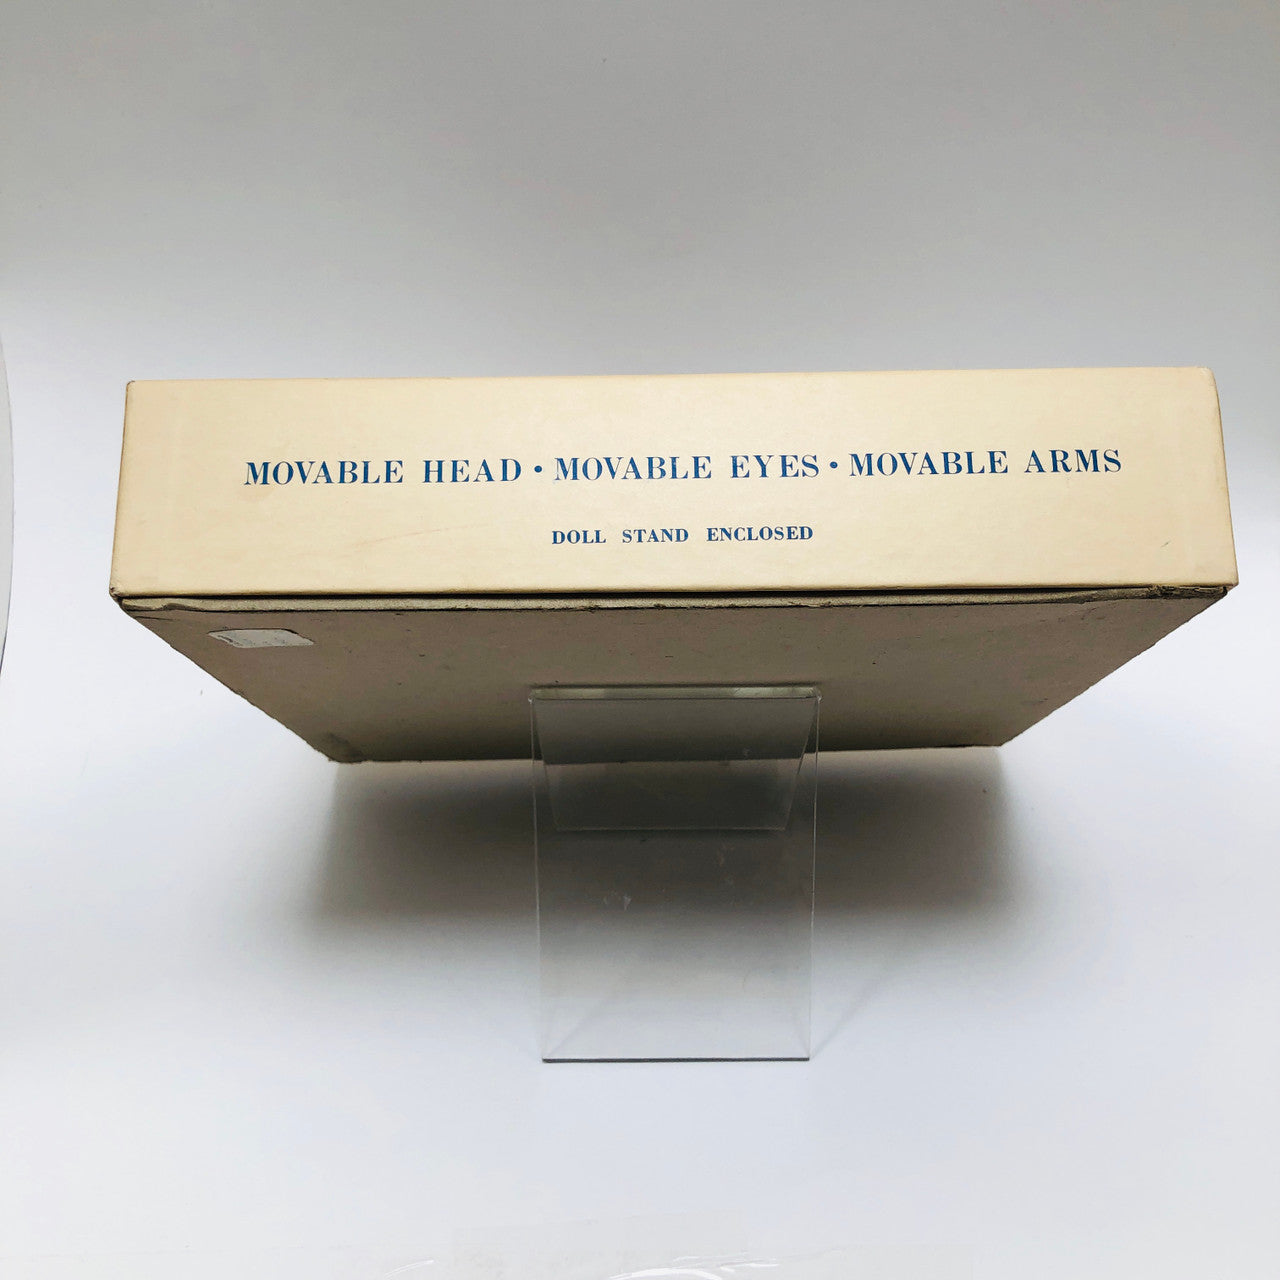 MOVABLE HEAD • MOVABLE EYES • MOVABLE ARMS
DOLL STAND ENCLOSED